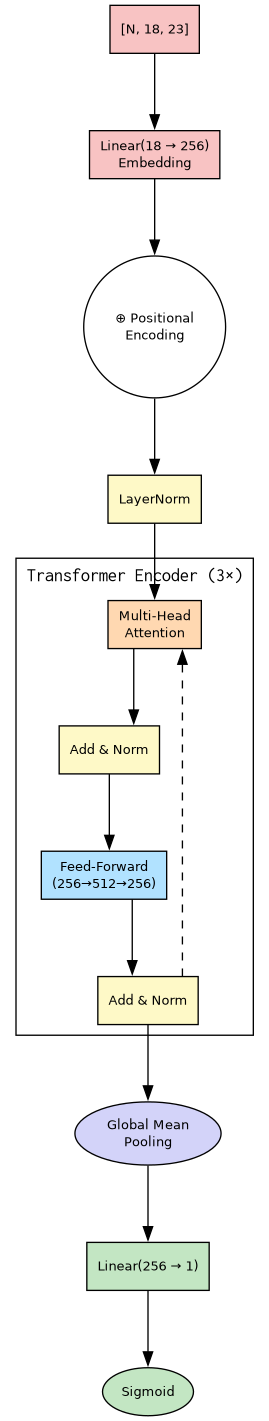 [N, 18, 23]
Linear(18 → 256)
Embedding
⊕ Positional
Encoding
LayerNorm
Transformer Encoder (3×)
Multi-Head
Attention
Add & Norm
Feed-Forward
(256→512→256)
Add & Norm
Global Mean
Pooling
Linear(256 → 1)
Sigmoid